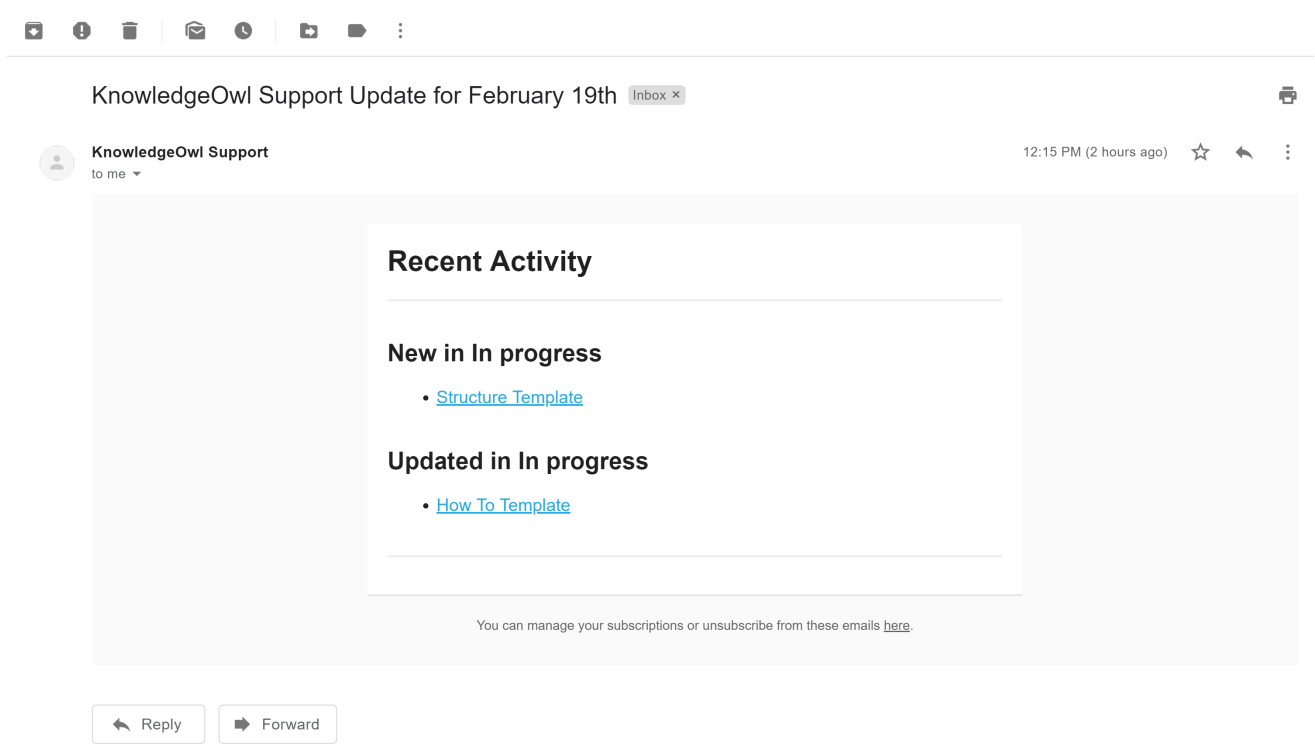 KnowledgeOwl Support Update for February 19th Inbox ×
KnowledgeOwl Support 12:15 PM (2 hours ago)
to me
Recent Activity
New in In progress
• Structure Template
Updated in In progress
• How To Template
You can manage your subscriptions or unsubscribe from these emails here.
Reply Forward